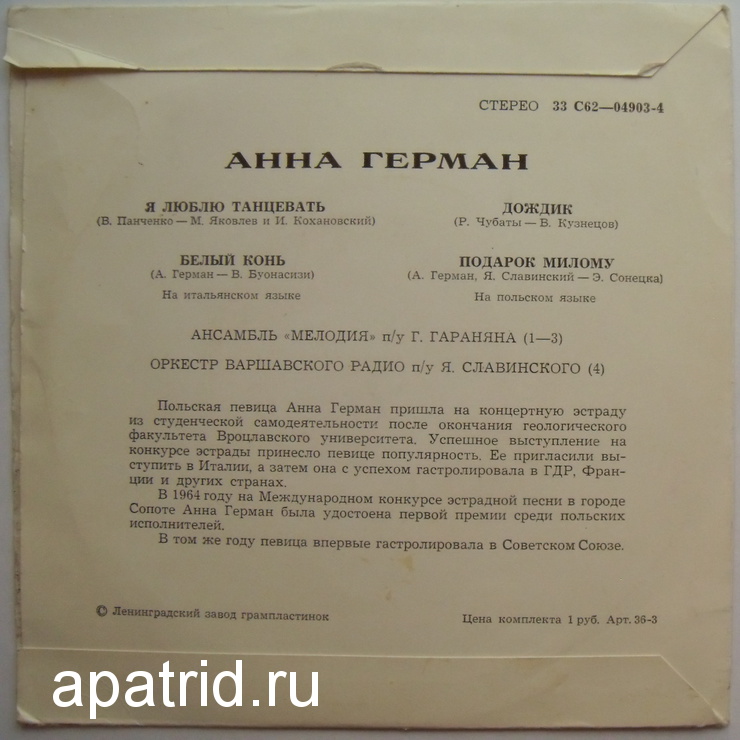 СТЕРЕО 33 С62—04903-4
АННА ГЕРМАН
Я ЛЮБЛЮ ТАНЦЕВАТЬ
(В. Панченко — М. Яковлев и И. Кохановский)
БЕЛЫЙ КОНЬ
(А. Герман — В. Буонасизи)
На итальянском языке
ДОЖДИК
(Р. Чубаты — В. Кузнецов)
ПОДАРОК МИЛОМУ
(А. Герман, Я. Славинский — Э. Сонецка)
На польском языке
АНСАМБЛЬ «МЕЛОДИЯ» п/у Г. ГАРАНЯНА (1—3)
ОРКЕСТР ВАРШАВСКОГО РАДИО п/у Я. СЛАВИНСКОГО (4)
Польская певица Анна Герман пришла на концертную эстраду
из студенческой самодеятельности после окончания геологического
факультета Вроцлавского университета. Успешное выступление на
конкурсе эстрады принесло певице популярность. Ее пригласили вы-
ступить в Италии, а затем она с успехом гастролировала в ГДР, Фран-
ции и других странах.
В 1964 году на Международном конкурсе эстрадной песни в городе
Сопоте Анна Герман была удостоена первой премии среди польских
исполнителей.
В том же году певица впервые гастролировала в Советском Союзе.
© Ленинградский завод грампластинок
Цена комплекта 1 руб. Арт. 36-3
apatrid.ru